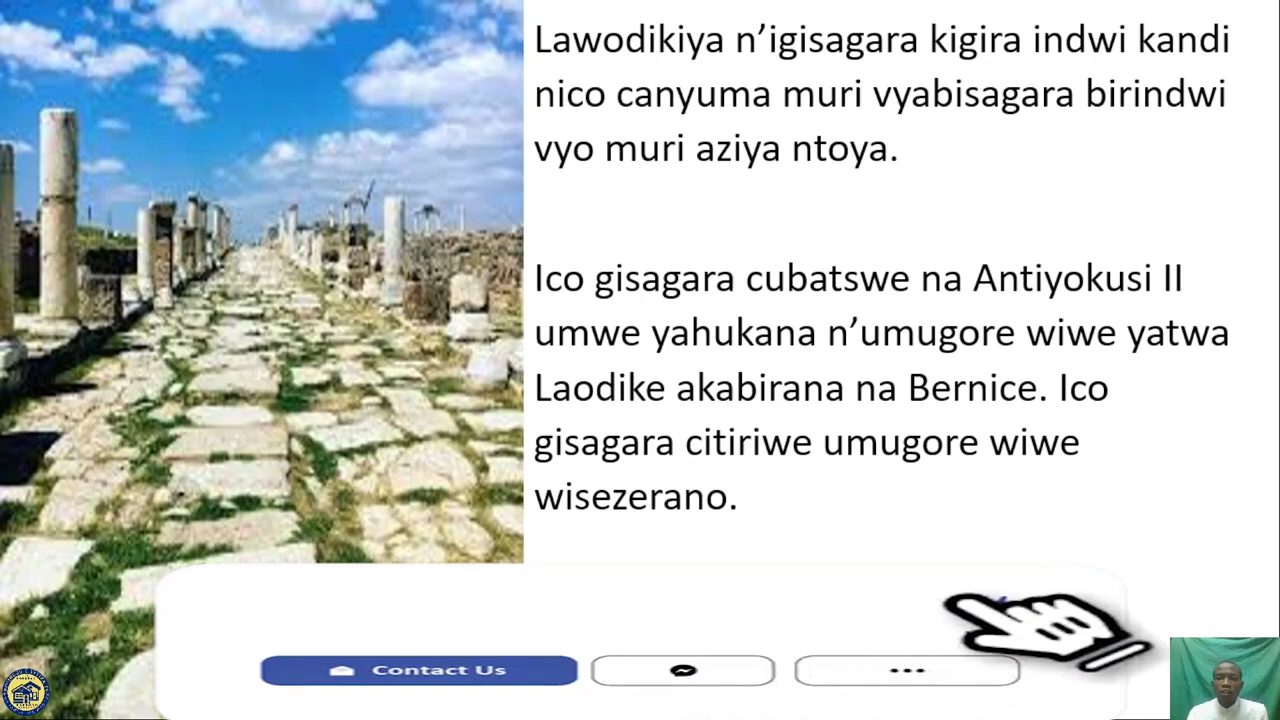 Lawodikiya n’igisagara kigira indwi kandi
nico canyuma muri vyabisagara birindwi
vyo muri aziya ntoya.
Ico gisagara cubatswe na Antiyokusi II
umwe yahukana n’umugore wiwe yatwa
Laodike akabirana na Bernice. Ico
gisagara citiriwe umugore wiwe
wisezerano.
Contact Us